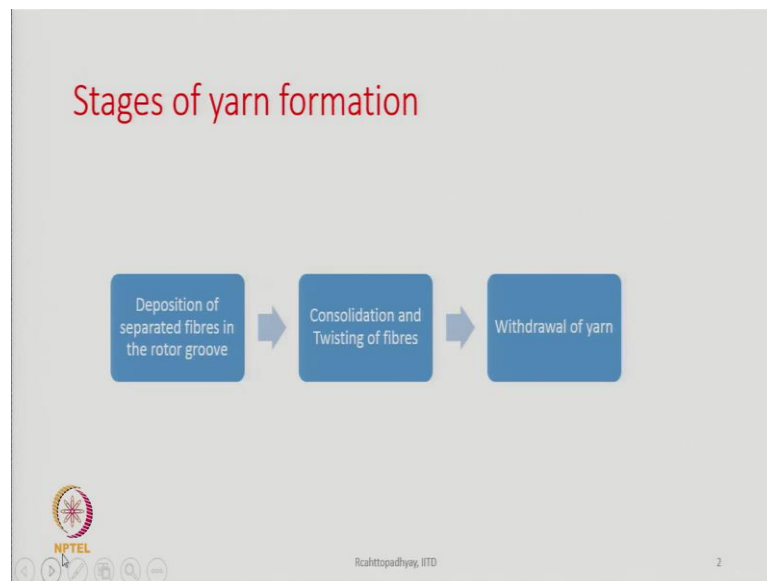 Stages of yarn formation
Deposition of
separated fibres in
the rotor groove
Consolidation and
Twisting of fibres
Withdrawal of yarn
NPTEL
Rcahttopadhyay, IITD
2